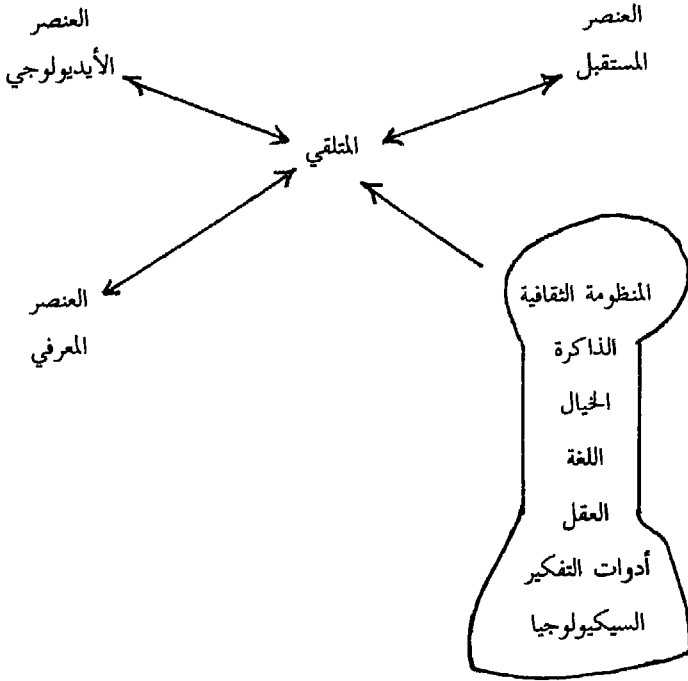 العنصر
المستقبل
العنصر
الأيديولوجي
المتلقي
المنظومة الثقافية
الذاكرة
الخيال
اللغة
العقل
أدوات التفكير
السيكيولوجيا
العنصر
المعرفي